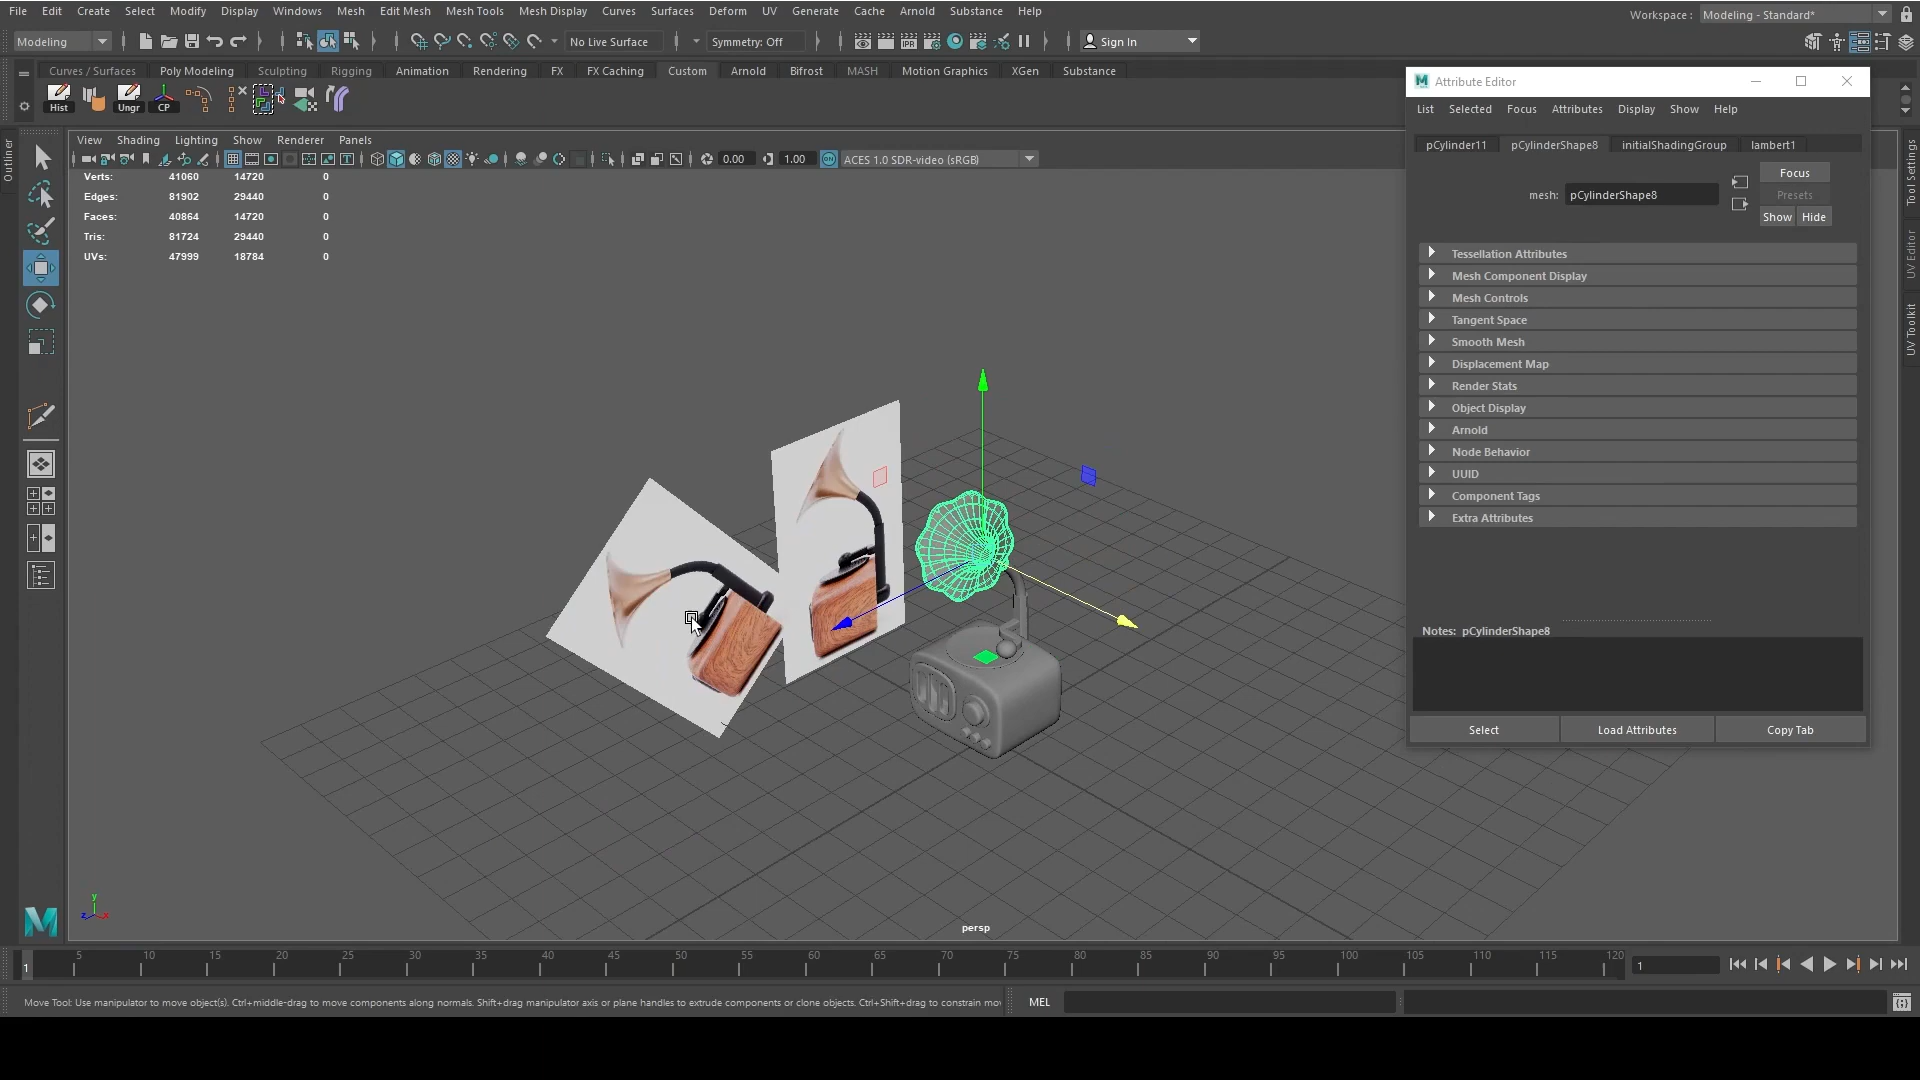 File Edit Create Select Modify Display Windows Mesh Edit Mesh Mesh Tools Mesh Display Curves Surfaces Deform UV Generate Cache Arnold Substance Help
Workspace : Modeling - Standard*
Modeling
No Live Surface
Symmetry: Off
Sign In
Curves / Surfaces Poly Modeling Sculpting Rigging Animation Rendering FX FX Caching Custom Arnold Bifrost MASH Motion Graphics XGen Substance
Hist Ungr CP
Outliner
View Shading Lighting Show Renderer Panels
0.00 1.00 ACES 1.0 SDR-video (sRGB)
Verts: 41060 14720 0
Edges: 81902 29440 0
Faces: 40864 14720 0
Tris: 81724 29440 0
UVs: 47999 18784 0
persp
y
z x
Attribute Editor
List Selected Focus Attributes Display Show Help
pCylinder11 pCylinderShape8 initialShadingGroup lambert1
mesh: pCylinderShape8
Focus
Presets
Show Hide
Tessellation Attributes
Mesh Component Display
Mesh Controls
Tangent Space
Smooth Mesh
Displacement Map
Render Stats
Object Display
Arnold
Node Behavior
UUID
Component Tags
Extra Attributes
Notes: pCylinderShape8
Select Load Attributes Copy Tab
Tool Settings
UV Editor
UV Toolkit
1 5 10 15 20 25 30 35 40 45 50 55 60 65 70 75 80 85 90 95 100 105 110 115 120
1
Move Tool: Use manipulator to move object(s). Ctrl+middle-drag to move components along normals. Shift+drag manipulator axis or plane handles to extrude components or clone objects. Ctrl+Shift+drag to constrain mov
MEL